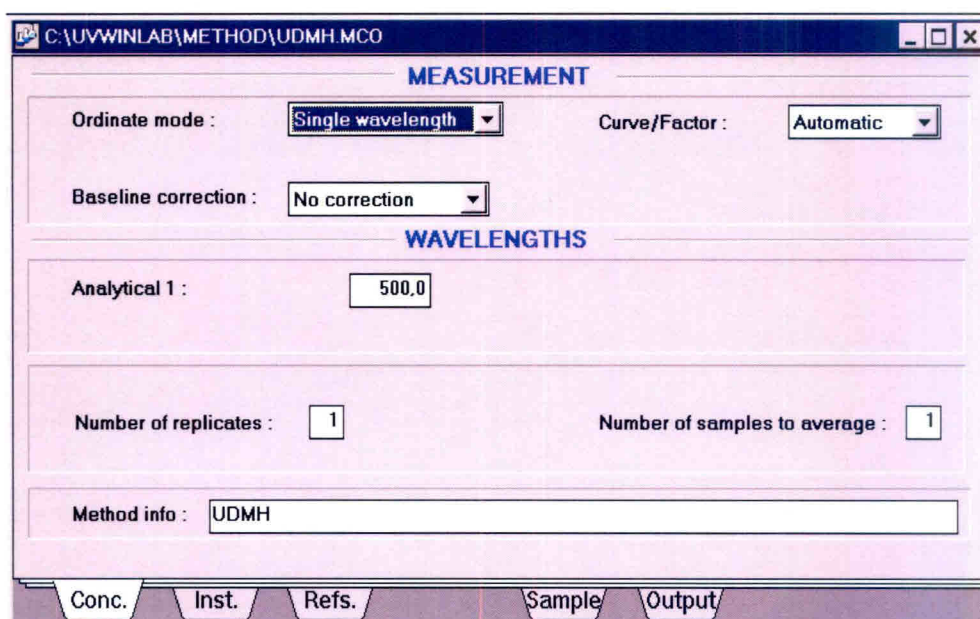 C:\UVWINLAB\METHOD\UDMH.MCO
MEASUREMENT
Ordinate mode : Single wavelength Curve/Factor : Automatic
Baseline correction : No correction
WAVELENGTHS
Analytical 1 : 500,0
Number of replicates : 1 Number of samples to average : 1
Method info : UDMH
Conc. Inst. Refs. Sample Output